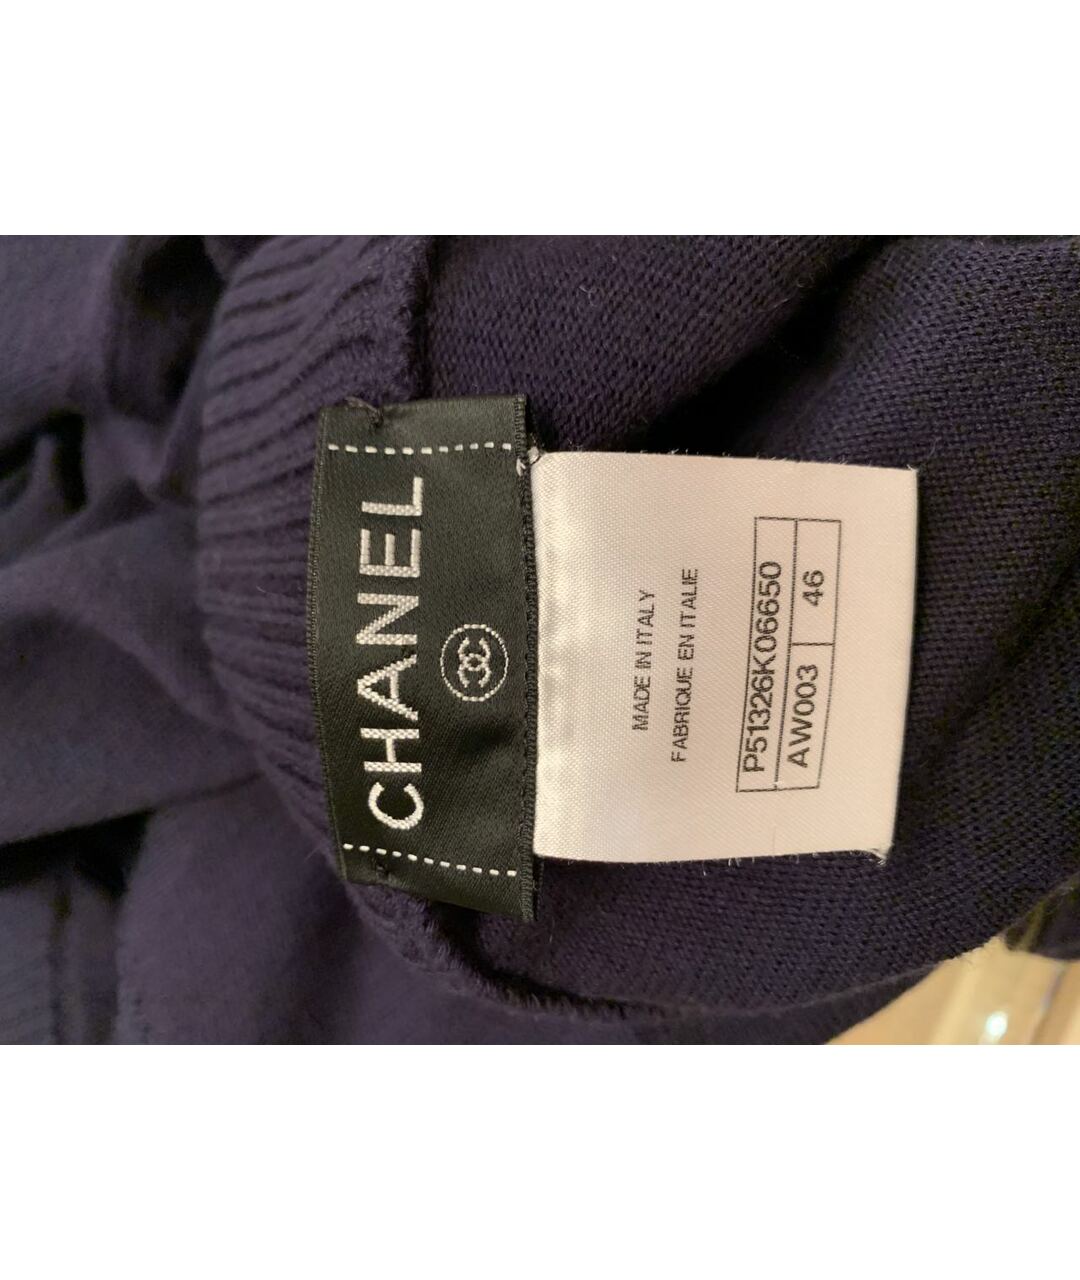 CHANEL
MADE IN ITALY
FABRIQUE EN ITALIE
P51326K06650
AW003 46